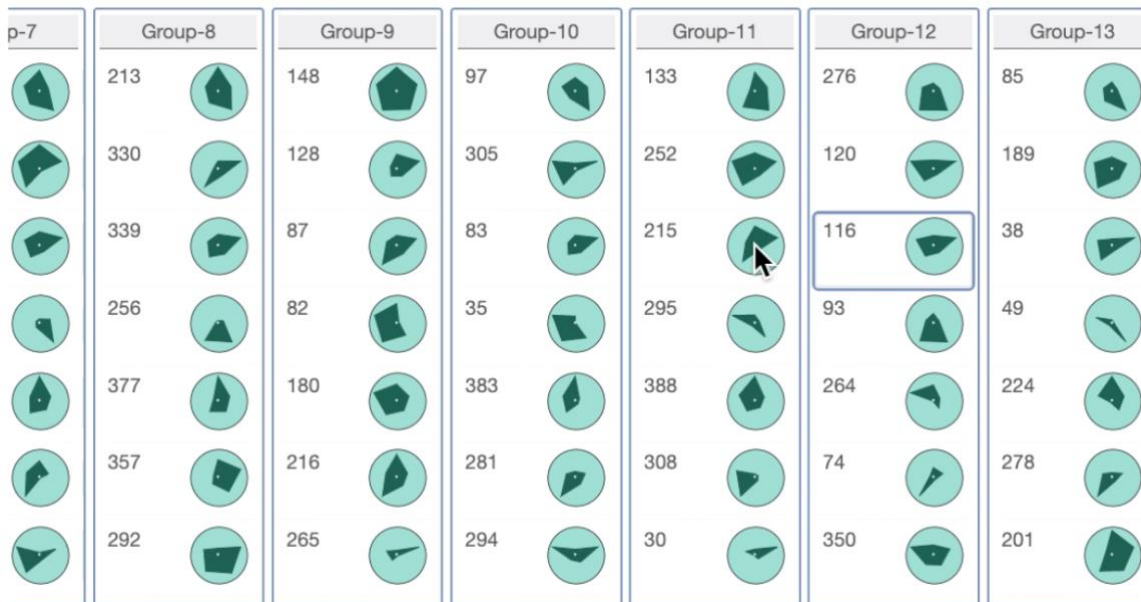 p-7 Group-8 Group-9 Group-10 Group-11 Group-12 Group-13
213 148 97 133 276 85
330 128 305 252 120 189
339 87 83 215 116 38
256 82 35 295 93 49
377 180 383 388 264 224
357 216 281 308 74 278
292 265 294 30 350 201